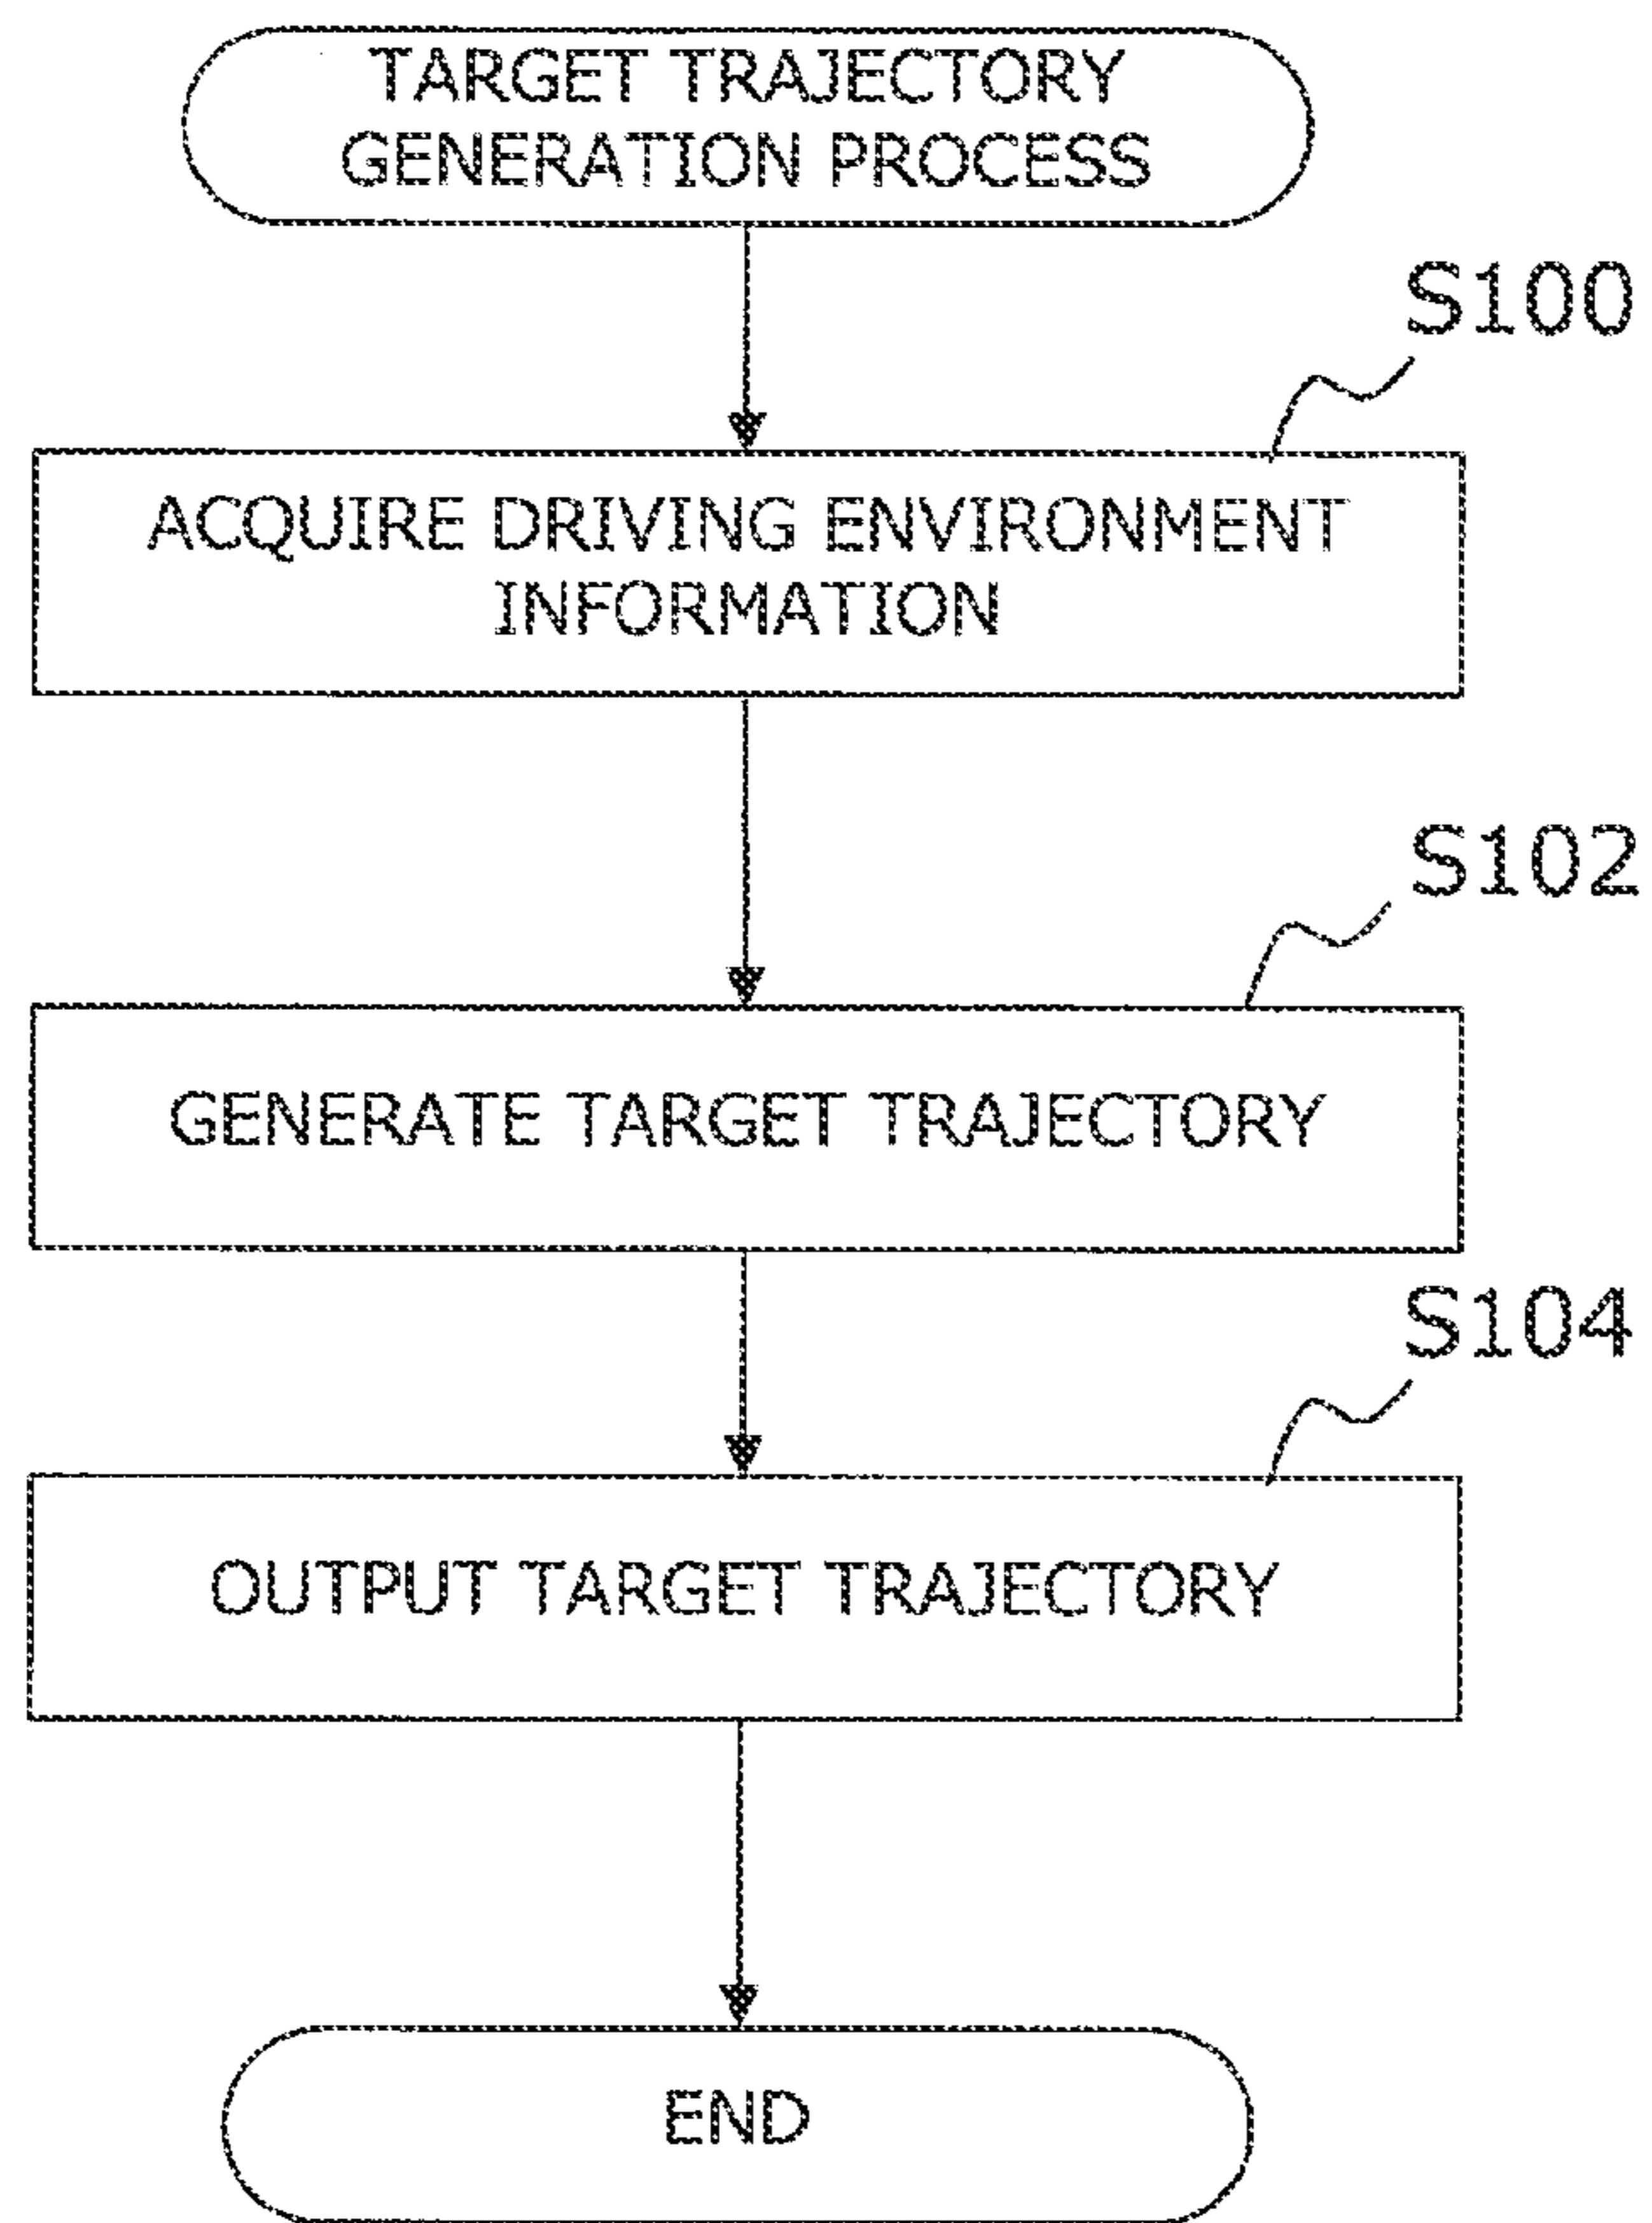 TARGET TRAJECTORY
GENERATION PROCESS
S100
ACQUIRE DRIVING ENVIRONMENT
INFORMATION
S102
GENERATE TARGET TRAJECTORY
S104
OUTPUT TARGET TRAJECTORY
END